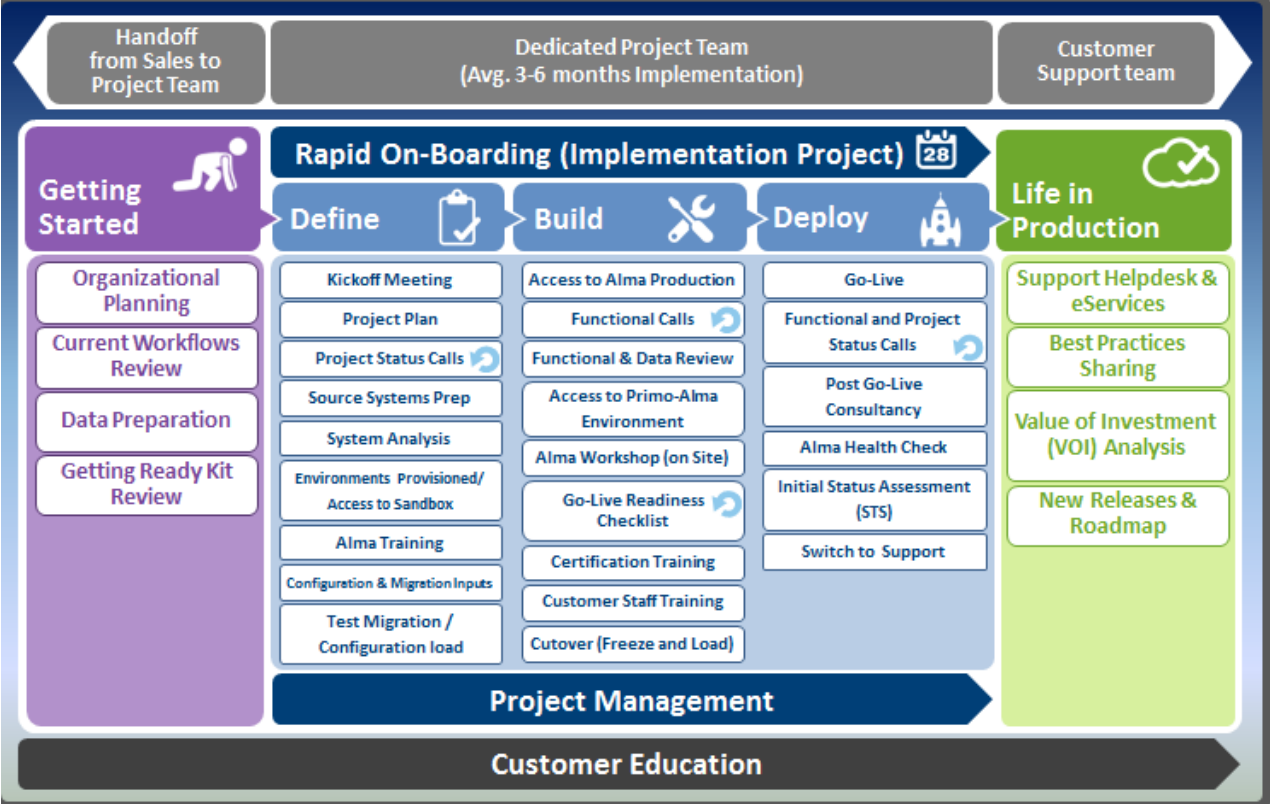 Handoff
from Sales to
Project Team
Dedicated Project Team
(Avg. 3-6 months Implementation)
Customer
Support team
Getting
Started
Rapid On-Boarding (Implementation Project)
28
Define
Build
Deploy
Life in
Production
Organizational
Planning
Current Workflows
Review
Data Preparation
Getting Ready Kit
Review
Kickoff Meeting
Project Plan
Project Status Calls
Source Systems Prep
System Analysis
Environments Provisioned/
Access to Sandbox
Alma Training
Configuration & Migration Inputs
Test Migration /
Configuration load
Access to Alma Production
Functional Calls
Functional & Data Review
Access to Primo-Alma
Environment
Alma Workshop (on Site)
Go-Live Readiness
Checklist
Certification Training
Customer Staff Training
Cutover (Freeze and Load)
Go-Live
Functional and Project
Status Calls
Post Go-Live
Consultancy
Alma Health Check
Initial Status Assessment
(STS)
Switch to Support
Support Helpdesk &
eServices
Best Practices
Sharing
Value of Investment
(VOI) Analysis
New Releases &
Roadmap
Project Management
Customer Education